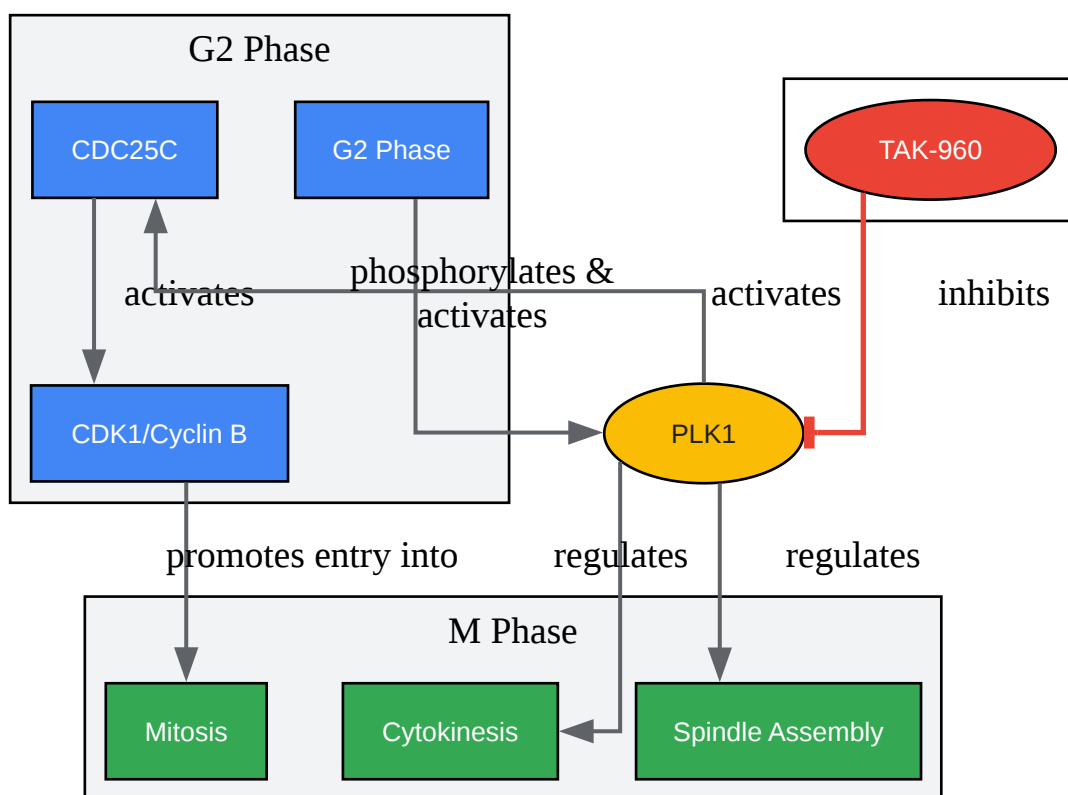 G2 Phase
CDC25C
G2 Phase
TAK-960
activates
phosphorylates &
activates
activates
inhibits
CDK1/Cyclin B
PLK1
promotes entry into
regulates
regulates
M Phase
Mitosis
Cytokinesis
Spindle Assembly